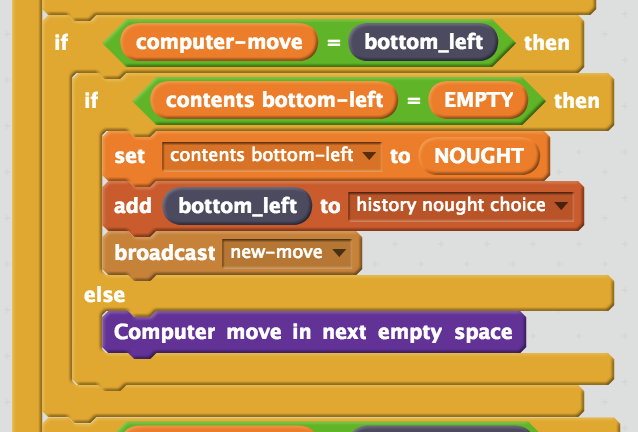 if computer-move = bottom_left then
if contents bottom-left = EMPTY then
set contents bottom-left to NOUGHT
add bottom_left to history nought choice
broadcast new-move
else
Computer move in next empty space